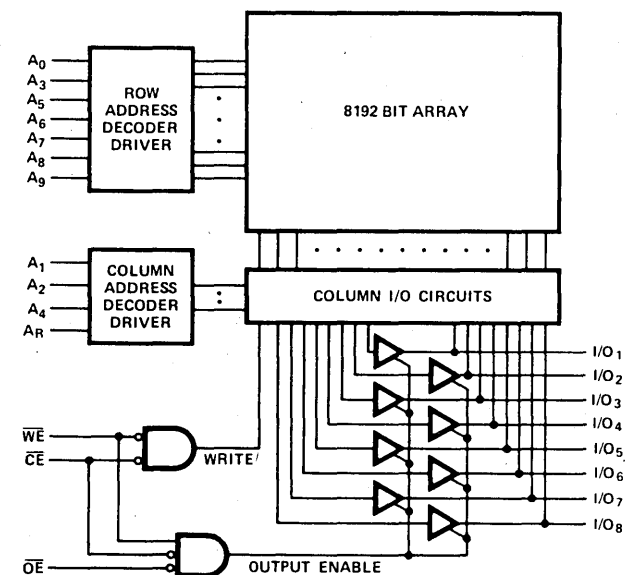 A0
A3
A5
A6
A7
A8
A9
ROW
ADDRESS
DECODER
DRIVER
8192 BIT ARRAY
A1
A2
A4
AR
COLUMN
ADDRESS
DECODER
DRIVER
COLUMN I/O CIRCUITS
I/O1
I/O2
I/O3
I/O4
I/O5
I/O6
I/O7
I/O8
WE
CE
WRITE
OE
OUTPUT ENABLE